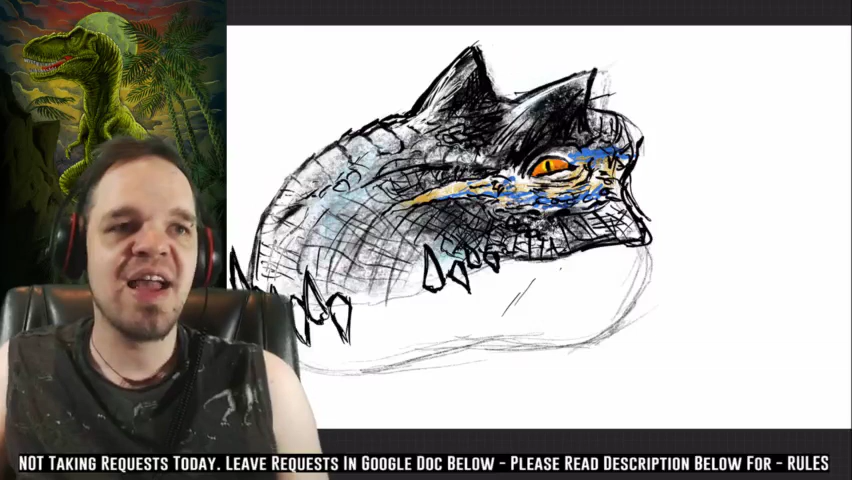 NOT Taking Requests Today. Leave Requests In Google Doc Below - Please Read Description Below For - RULES